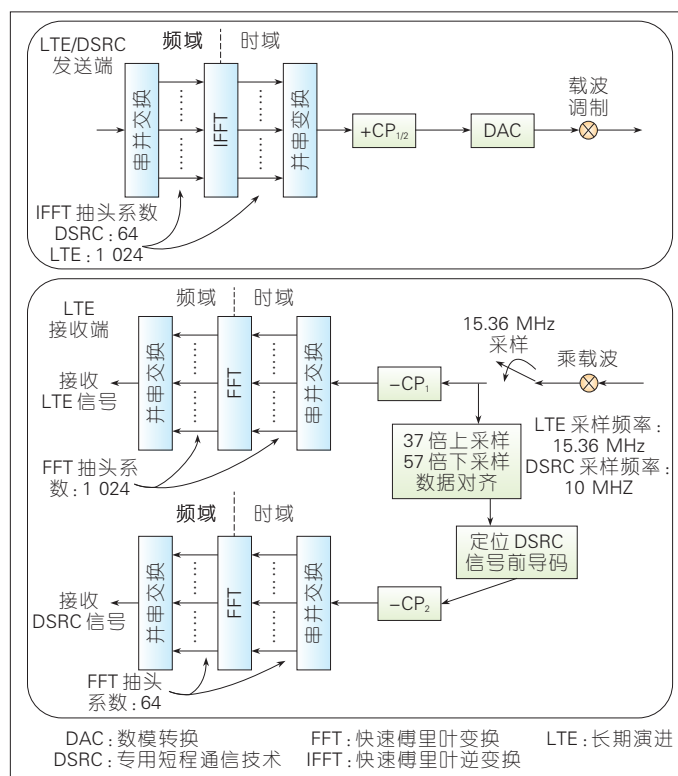 LTE/DSRC
发送端
频域
时域
串并交换
IFFT
并串变换
+CP1/2
DAC
载波
调制
IFFT 抽头系数
DSRC:64
LTE:1 024
LTE
接收端
频域
时域
接收
LTE 信号
并串交换
FFT
串并交换
-CP1
15.36 MHz
采样
乘载波
LTE 采样频率:
15.36 MHz
DSRC 采样频率:
10 MHZ
37 倍上采样
57 倍下采样
数据对齐
FFT 抽头系
数:1 024
定位 DSRC
信号前导码
频域
时域
接收
DSRC 信号
并串交换
FFT
串并交换
-CP2
FFT 抽头
系数:64
DAC:数模转换 FFT:快速傅里叶变换 LTE:长期演进
DSRC:专用短程通信技术 IFFT:快速傅里叶逆变换